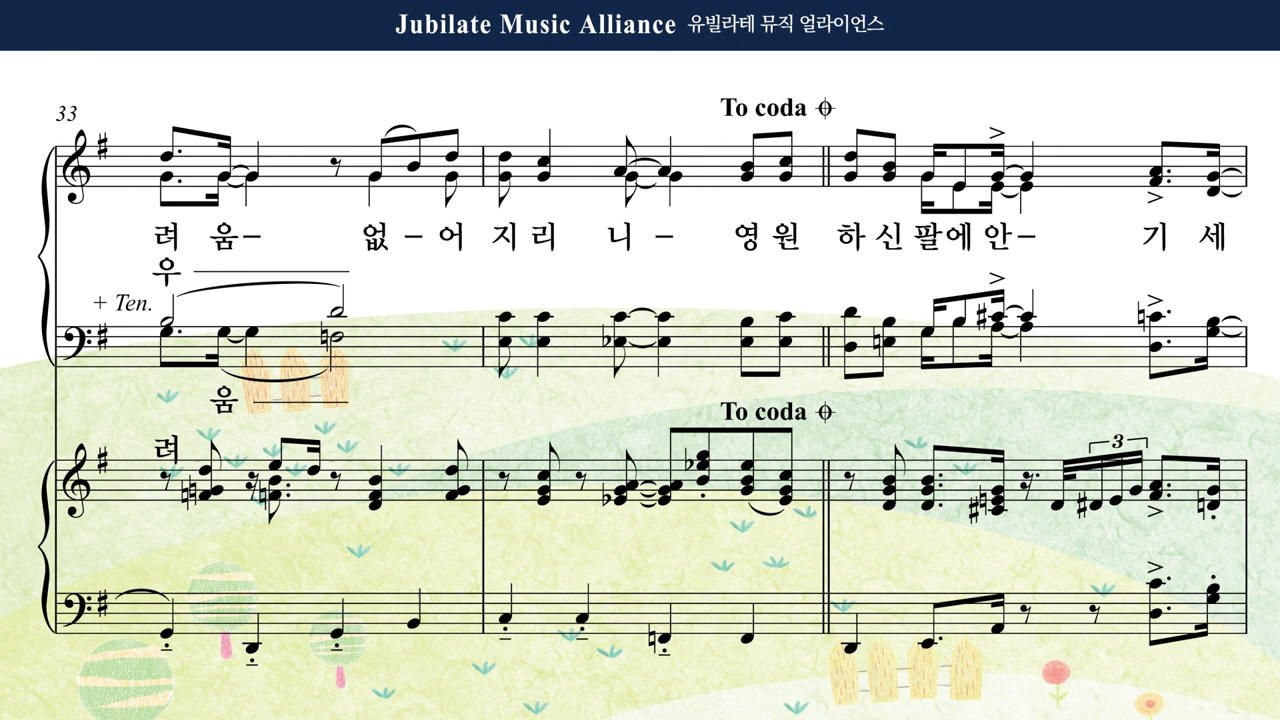 Jubilate Music Alliance 유빌라테 뮤직 얼라이언스
33
To coda
려 움– 없 – 어 지 리 니 – 영 원 하 신 팔 에 안– 기 세
우
+ Ten.
움
To coda
려
3